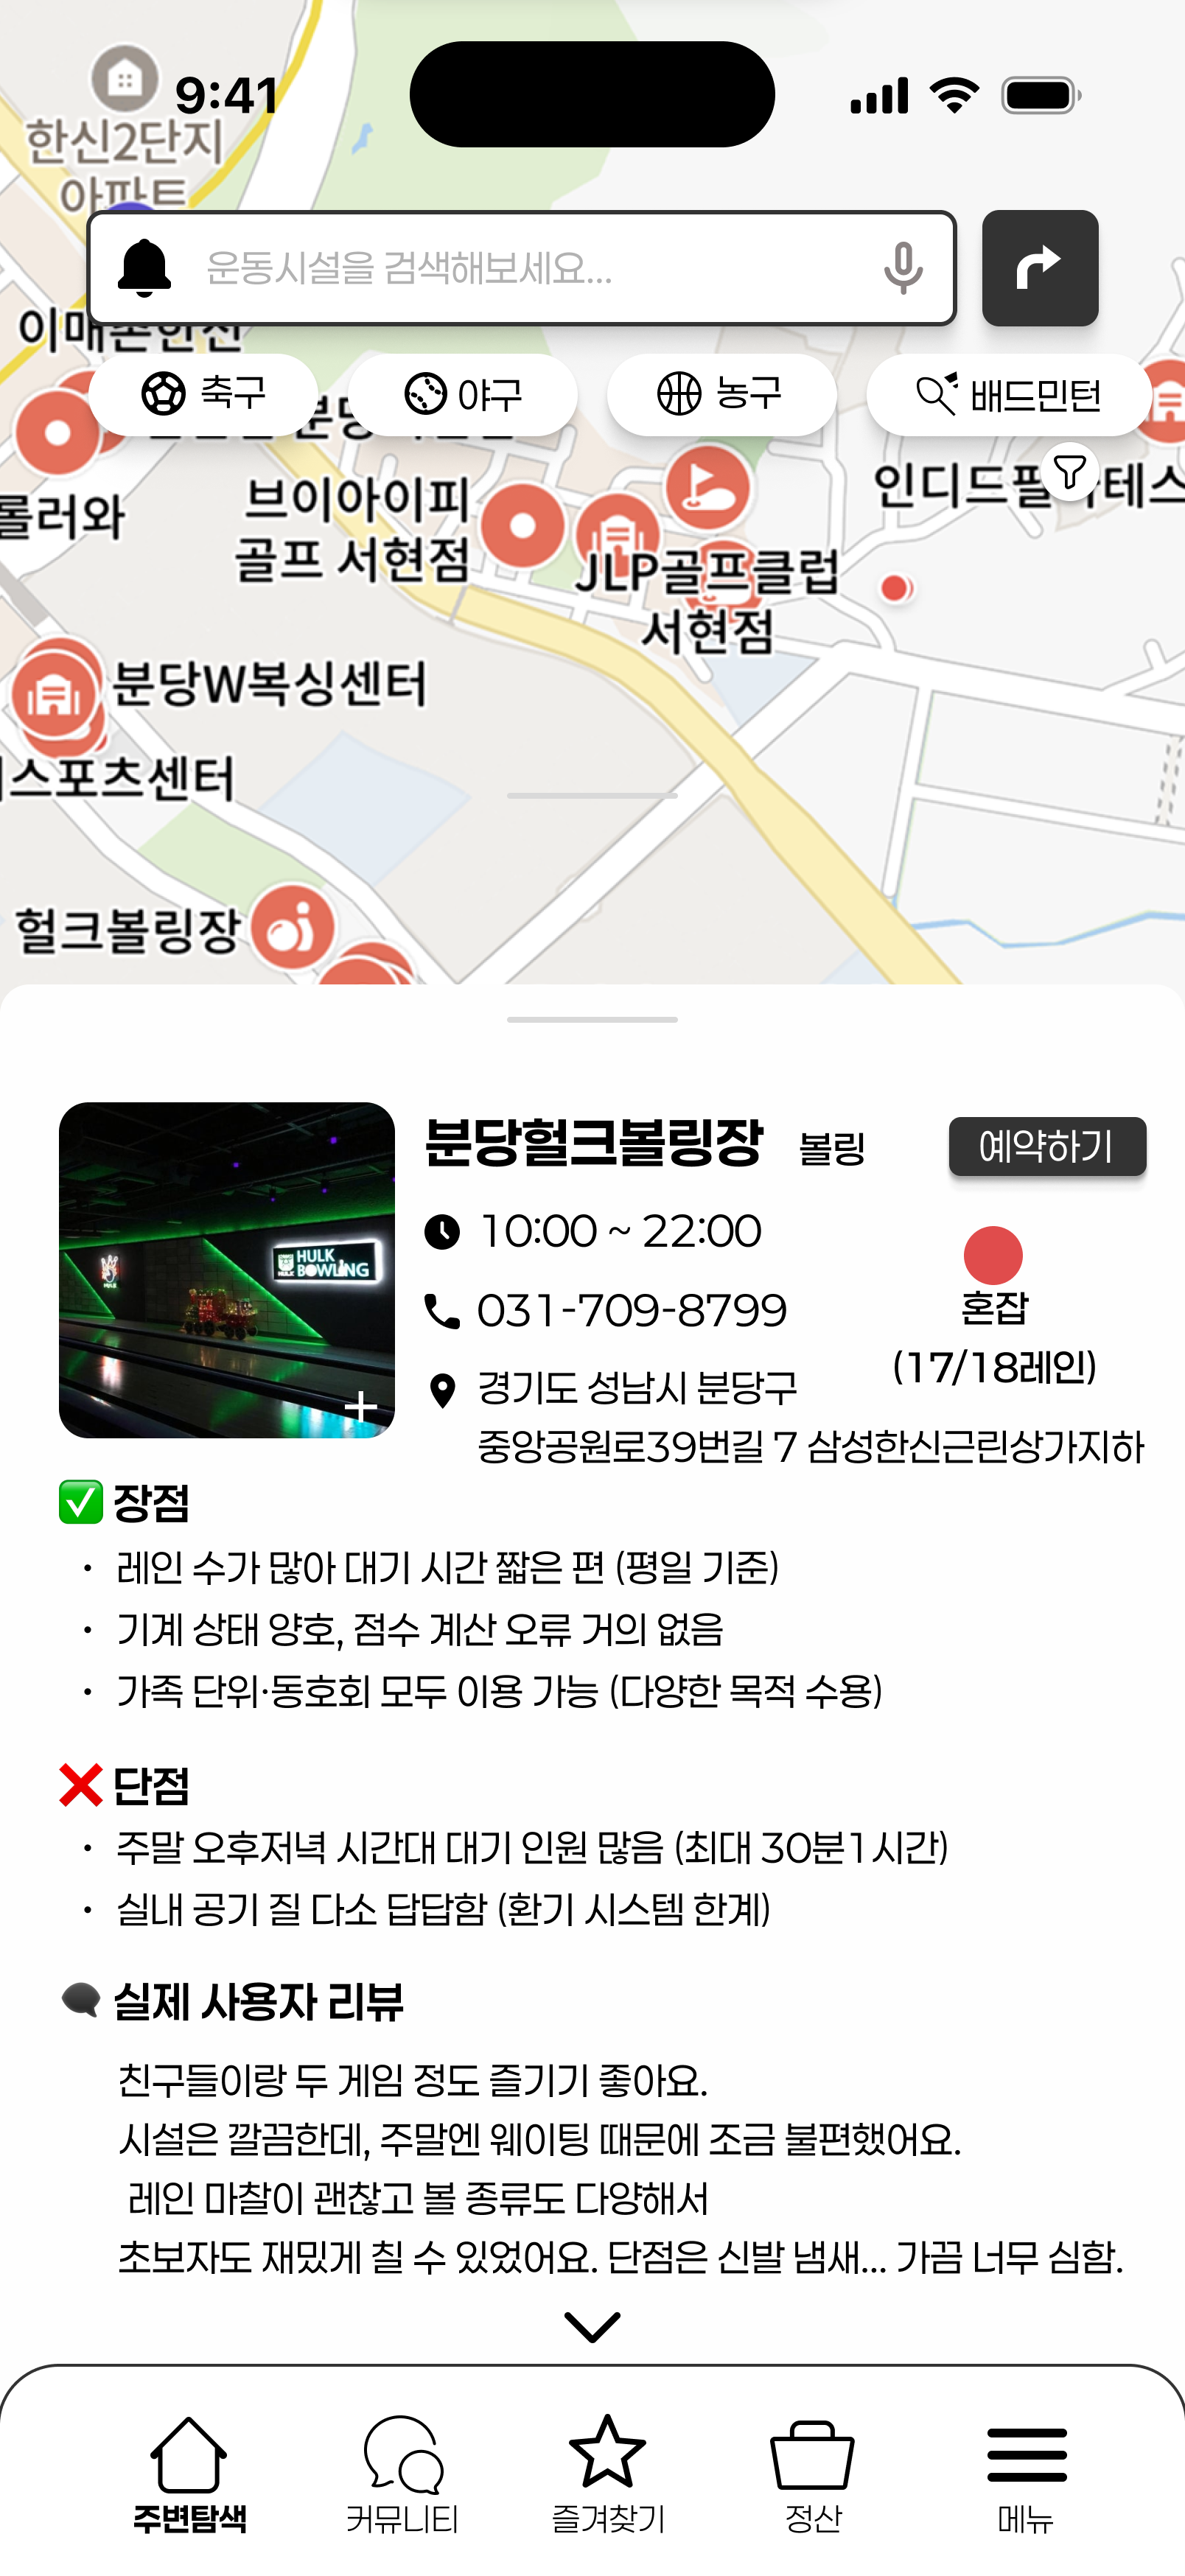 9:41
한신2단지
아파트
운동시설을 검색해보세요...
이매촌한신
축구
야구
농구
배드민턴
롤러와
브이아이피
골프 서현점
JLP골프클럽
서현점
인디드필라테스
분당W복싱센터
스포츠센터
헐크볼링장
HULK
BOWLING
분당헐크볼링장 볼링
예약하기
10:00 ~ 22:00
031-709-8799
혼잡
(17/18레인)
경기도 성남시 분당구
중앙공원로39번길 7 삼성한신근린상가지하
✅ 장점
• 레인 수가 많아 대기 시간 짧은 편 (평일 기준)
• 기계 상태 양호, 점수 계산 오류 거의 없음
• 가족 단위·동호회 모두 이용 가능 (다양한 목적 수용)
❌ 단점
• 주말 오후저녁 시간대 대기 인원 많음 (최대 30분1시간)
• 실내 공기 질 다소 답답함 (환기 시스템 한계)
🗨 실제 사용자 리뷰
친구들이랑 두 게임 정도 즐기기 좋아요.
시설은 깔끔한데, 주말엔 웨이팅 때문에 조금 불편했어요.
레인 마찰이 괜찮고 볼 종류도 다양해서
초보자도 재밌게 칠 수 있었어요. 단점은 신발 냄새... 가끔 너무 심함.
주변탐색
커뮤니티
즐겨찾기
정산
메뉴